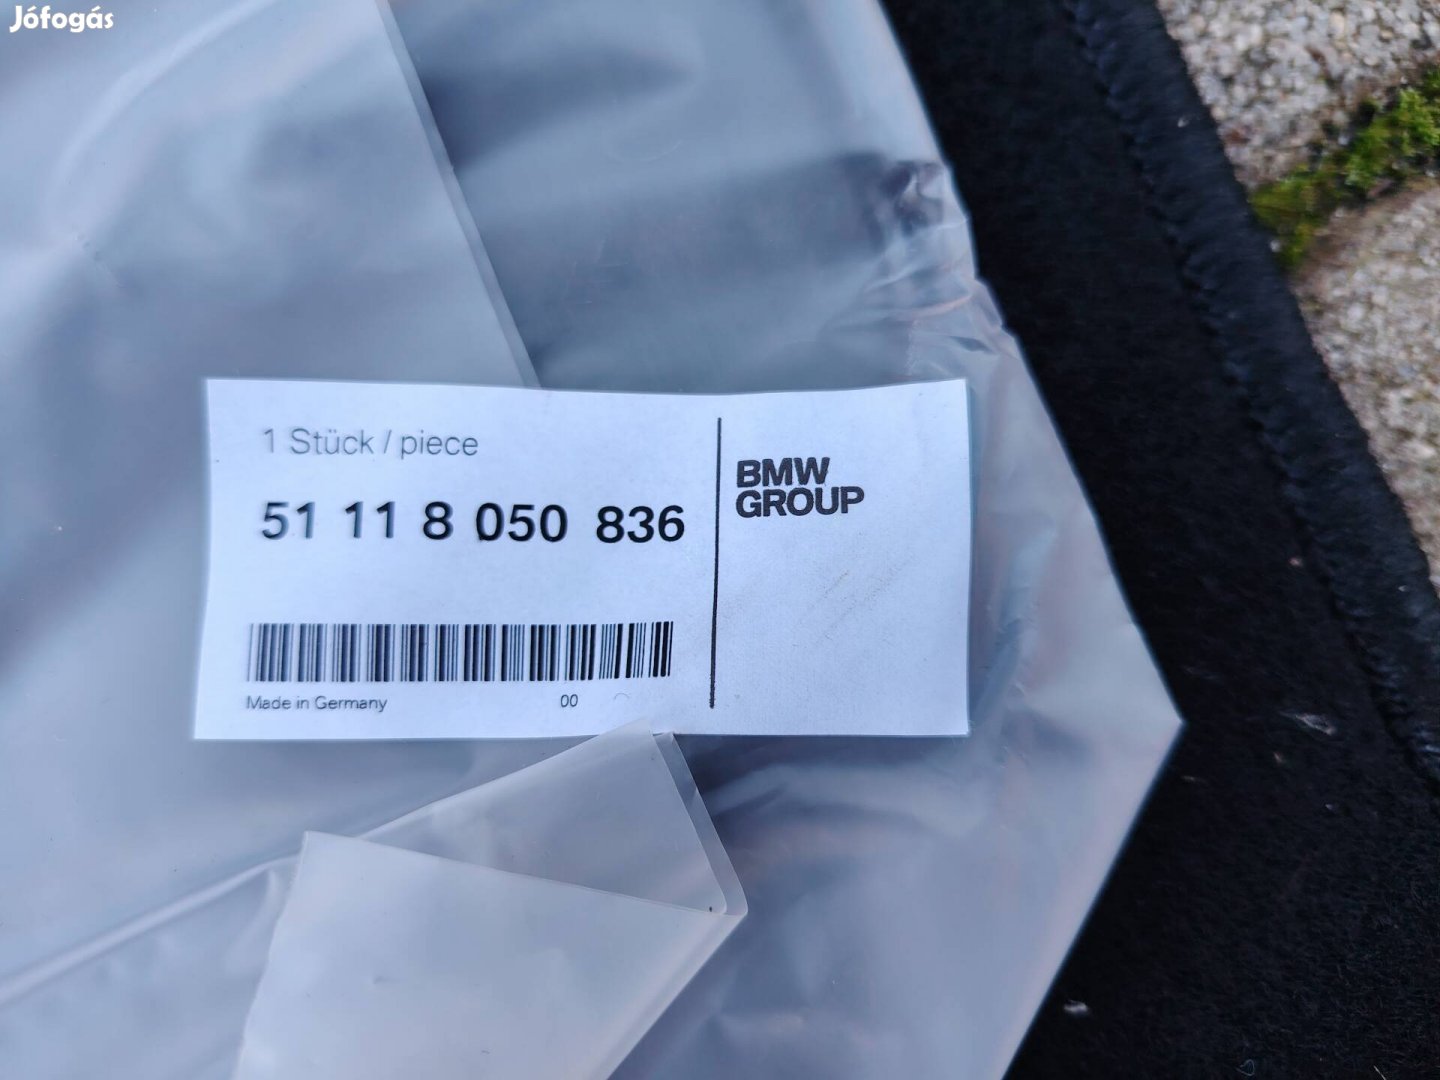 Jófogás
1 Stück / piece
51 11 8 050 836
BMW
GROUP
Made in Germany 00